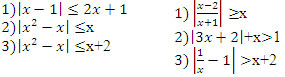 1)|x − 1| ≤ 2x + 1
2)|x² − x| ≤x
3)|x² − x| ≤x+2
1) |x−2/x+1| ≥x
2)|3x + 2|+x>1
3) |1/x − 1| >x+2